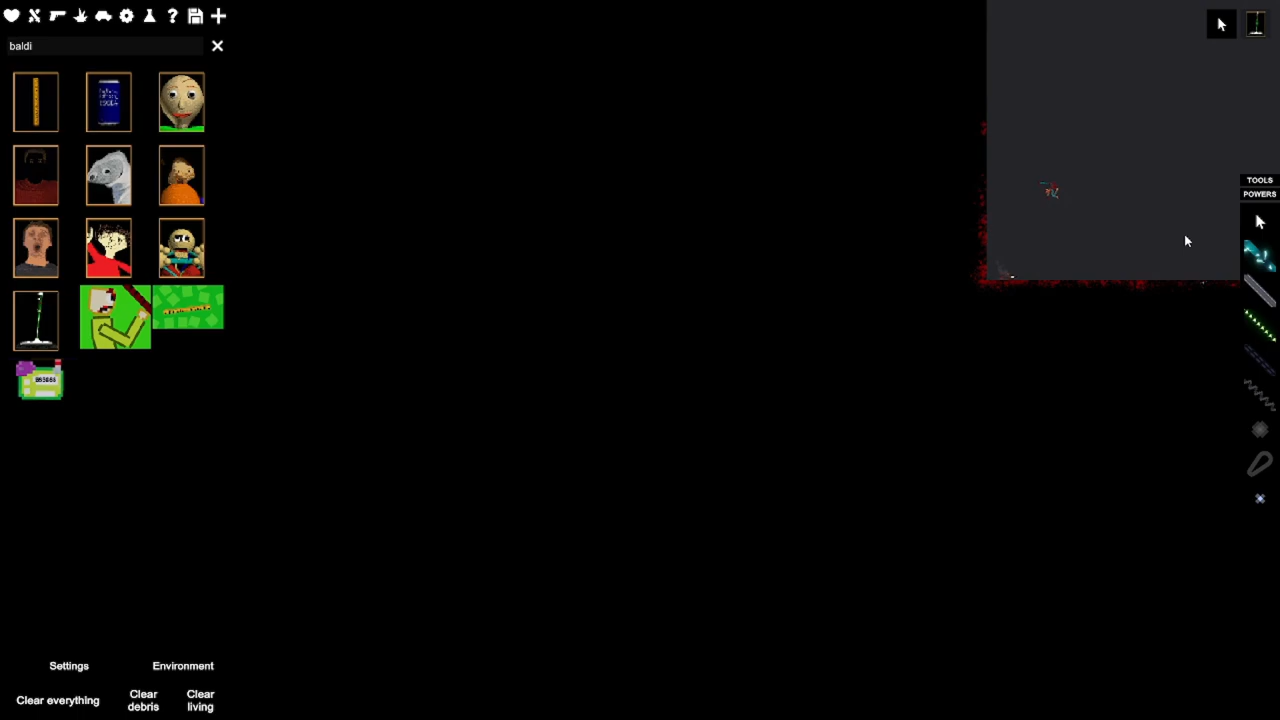 ?
baldi
TOOLS
POWERS
Settings
Environment
Clear everything
Clear
debris
Clear
living